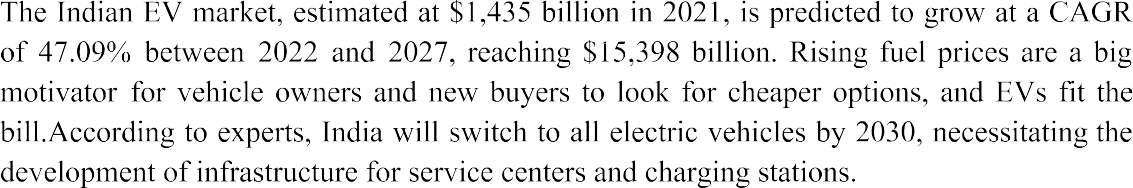 The Indian EV market, estimated at $1,435 billion in 2021, is predicted to grow at a CAGR
of 47.09% between 2022 and 2027, reaching $15,398 billion. Rising fuel prices are a big
motivator for vehicle owners and new buyers to look for cheaper options, and EVs fit the
bill.According to experts, India will switch to all electric vehicles by 2030, necessitating the
development of infrastructure for service centers and charging stations.